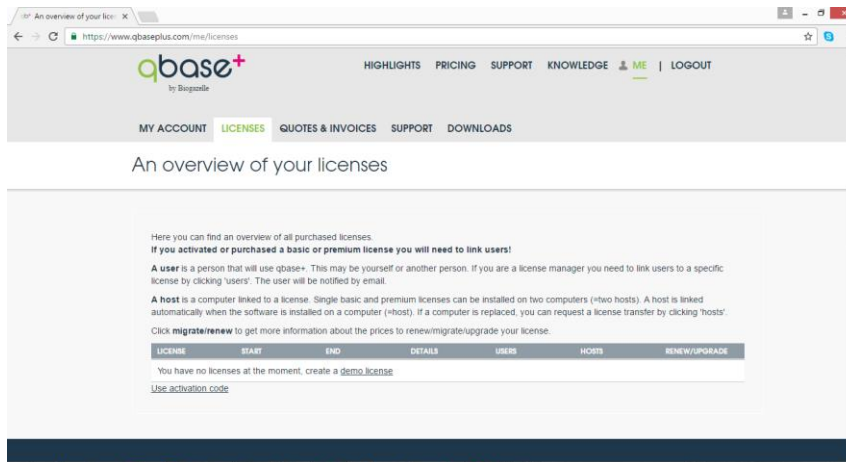 An overview of your licen
https://www.qbaseplus.com/me/licenses
qbase+
by Biogazelle
HIGHLIGHTS PRICING SUPPORT KNOWLEDGE ME | LOGOUT
MY ACCOUNT LICENSES QUOTES & INVOICES SUPPORT DOWNLOADS
An overview of your licenses
Here you can find an overview of all purchased licenses.
If you activated or purchased a basic or premium license you will need to link users!
A user is a person that will use qbase+. This may be yourself or another person. If you are a license manager you need to link users to a specific
license by clicking 'users'. The user will be notified by email.
A host is a computer linked to a license. Single basic and premium licenses can be installed on two computers (=two hosts). A host is linked
automatically when the software is installed on a computer (=host). If a computer is replaced, you can request a license transfer by clicking 'hosts'.
Click migrate/renew to get more information about the prices to renew/migrate/upgrade your license.
LICENSE START END DETAILS USERS HOSTS RENEW/UPGRADE
You have no licenses at the moment, create a demo license
Use activation code